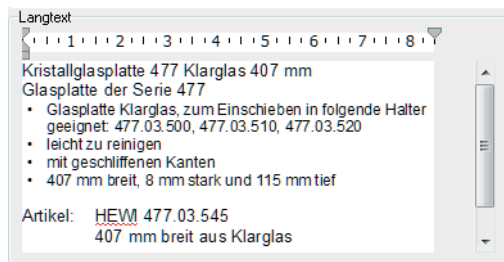 Langtext
1 2 3 4 5 6 7 8
Kristallglasplatte 477 Klarglas 407 mm
Glasplatte der Serie 477
• Glasplatte Klarglas, zum Einschieben in folgende Halter
geeignet: 477.03.500, 477.03.510, 477.03.520
• leicht zu reinigen
• mit geschliffenen Kanten
• 407 mm breit, 8 mm stark und 115 mm tief
Artikel: HEWI 477.03.545
407 mm breit aus Klarglas